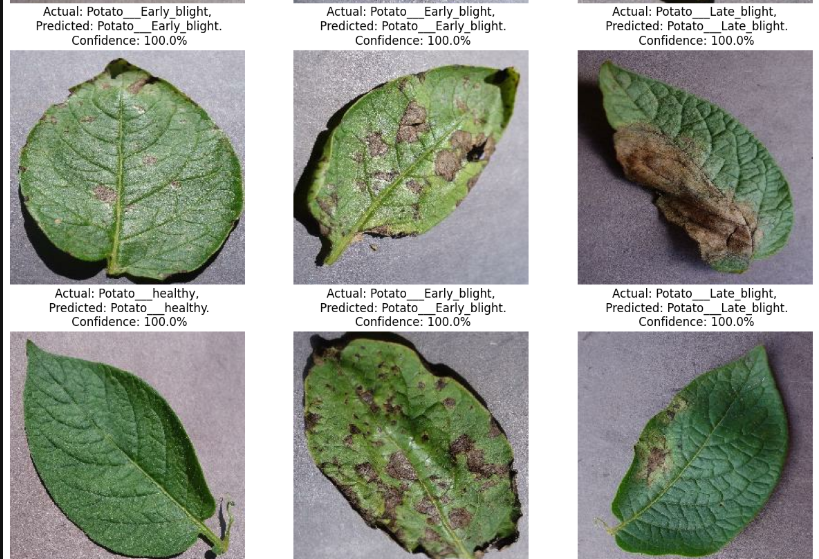 Actual: Potato___Early_blight,
Predicted: Potato___Early_blight.
Confidence: 100.0%
Actual: Potato___Early_blight,
Predicted: Potato___Early_blight.
Confidence: 100.0%
Actual: Potato___Late_blight,
Predicted: Potato___Late_blight.
Confidence: 100.0%
Actual: Potato___healthy,
Predicted: Potato___healthy.
Confidence: 100.0%
Actual: Potato___Early_blight,
Predicted: Potato___Early_blight.
Confidence: 100.0%
Actual: Potato___Late_blight,
Predicted: Potato___Late_blight.
Confidence: 100.0%